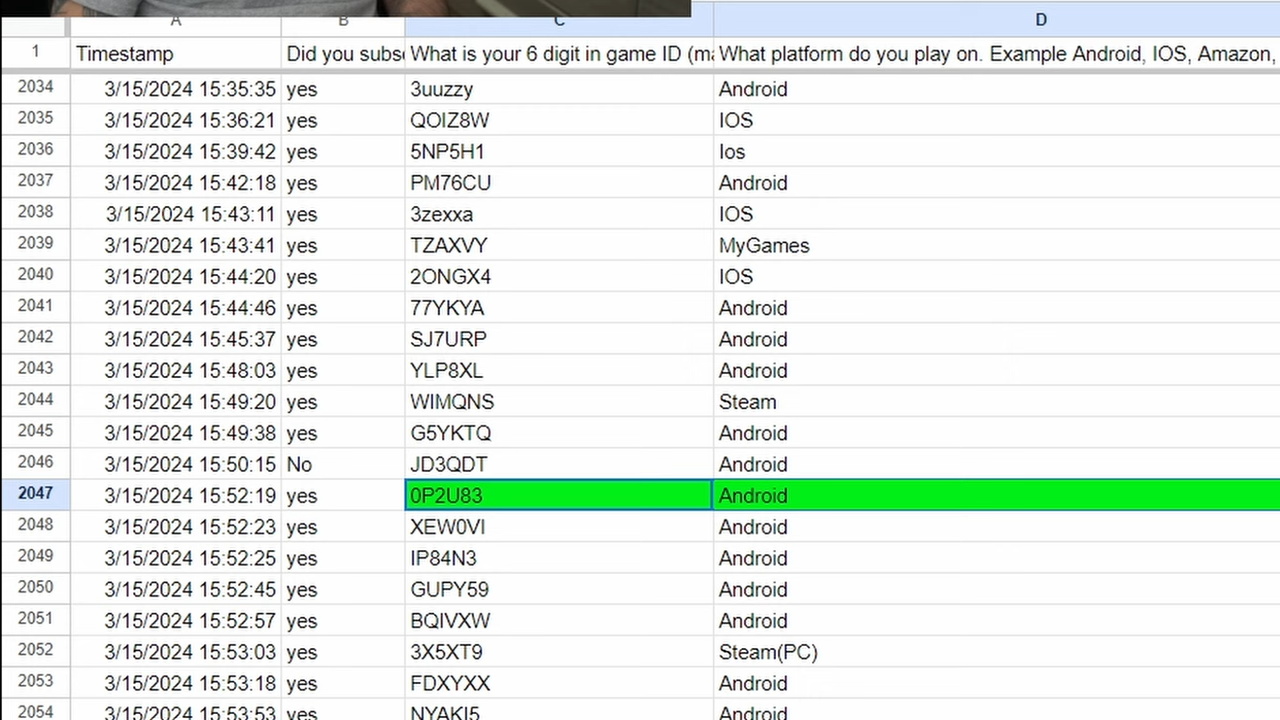 A B C D
1 Timestamp Did you subsc What is your 6 digit in game ID (ma What platform do you play on. Example Android, IOS, Amazon,
2034 3/15/2024 15:35:35 yes 3uuzzy Android
2035 3/15/2024 15:36:21 yes QOIZ8W IOS
2036 3/15/2024 15:39:42 yes 5NP5H1 Ios
2037 3/15/2024 15:42:18 yes PM76CU Android
2038 3/15/2024 15:43:11 yes 3zexxa IOS
2039 3/15/2024 15:43:41 yes TZAXVY MyGames
2040 3/15/2024 15:44:20 yes 2ONGX4 IOS
2041 3/15/2024 15:44:46 yes 77YKYA Android
2042 3/15/2024 15:45:37 yes SJ7URP Android
2043 3/15/2024 15:48:03 yes YLP8XL Android
2044 3/15/2024 15:49:20 yes WIMQNS Steam
2045 3/15/2024 15:49:38 yes G5YKTQ Android
2046 3/15/2024 15:50:15 No JD3QDT Android
2047 3/15/2024 15:52:19 yes 0P2U83 Android
2048 3/15/2024 15:52:23 yes XEW0VI Android
2049 3/15/2024 15:52:25 yes IP84N3 Android
2050 3/15/2024 15:52:45 yes GUPY59 Android
2051 3/15/2024 15:52:57 yes BQIVXW Android
2052 3/15/2024 15:53:03 yes 3X5XT9 Steam(PC)
2053 3/15/2024 15:53:18 yes FDXYXX Android
2054 3/15/2024 15:53:53 yes NYAKI5 Android